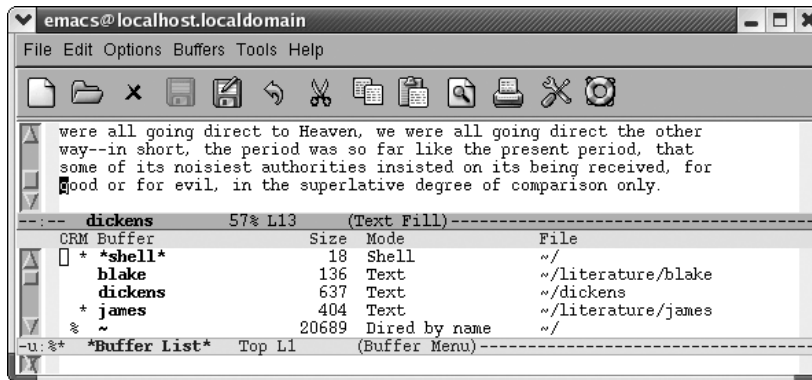 emacs@localhost.localdomain
File Edit Options Buffers Tools Help
were all going direct to Heaven, we were all going direct the other
way--in short, the period was so far like the present period, that
some of its noisiest authorities insisted on its being received, for
good or for evil, in the superlative degree of comparison only.
--:-- dickens 57% L13 (Text Fill)--------------------------------------
CRM Buffer Size Mode File
* *shell* 18 Shell ~/
blake 136 Text ~/literature/blake
dickens 637 Text ~/dickens
* james 404 Text ~/literature/james
% ~ 20689 Dired by name ~/
-u:%* *Buffer List* Top L1 (Buffer Menu)-----------------------------------